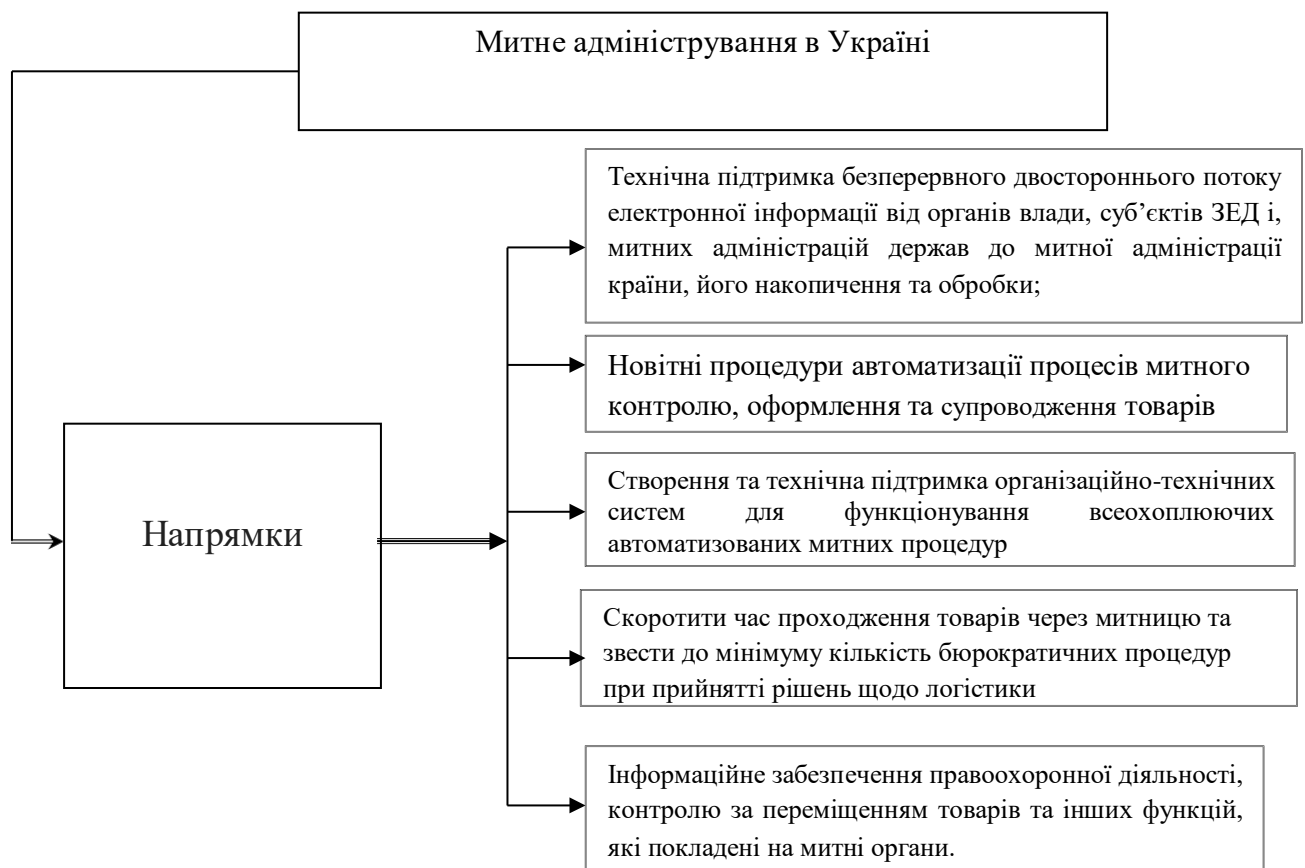 Митне адміністрування в Україні
Технічна підтримка безперервного двостороннього потоку
електронної інформації від органів влади, суб’єктів ЗЕД і,
митних адміністрацій держав до митної адміністрації
країни, його накопичення та обробки;
Новітні процедури автоматизації процесів митного
контролю, оформлення та супроводження товарів
Напрямки
Створення та технічна підтримка організаційно-технічних
систем для функціонування всеохоплюючих
автоматизованих митних процедур
Скоротити час проходження товарів через митницю та
звести до мінімуму кількість бюрократичних процедур
при прийнятті рішень щодо логістики
Інформаційне забезпечення правоохоронної діяльності,
контролю за переміщенням товарів та інших функцій,
які покладені на митні органи.